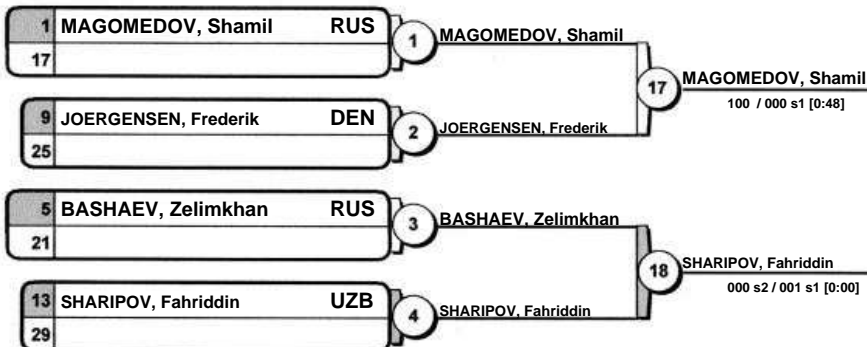 1 MAGOMEDOV, Shamil RUS
17
1
MAGOMEDOV, Shamil
9 JOERGENSEN, Frederik DEN
25
2
JOERGENSEN, Frederik
17
MAGOMEDOV, Shamil
100 / 000 s1 [0:48]
5 BASHAEV, Zelimkhan RUS
21
3
BASHAEV, Zelimkhan
13 SHARIPOV, Fahriddin UZB
29
4
SHARIPOV, Fahriddin
18
SHARIPOV, Fahriddin
000 s2 / 001 s1 [0:00]